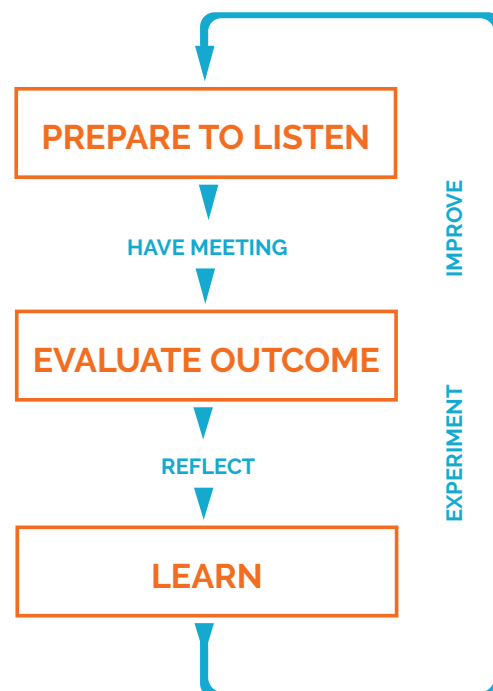 PREPARE TO LISTEN
HAVE MEETING
EVALUATE OUTCOME
REFLECT
LEARN
IMPROVE
EXPERIMENT